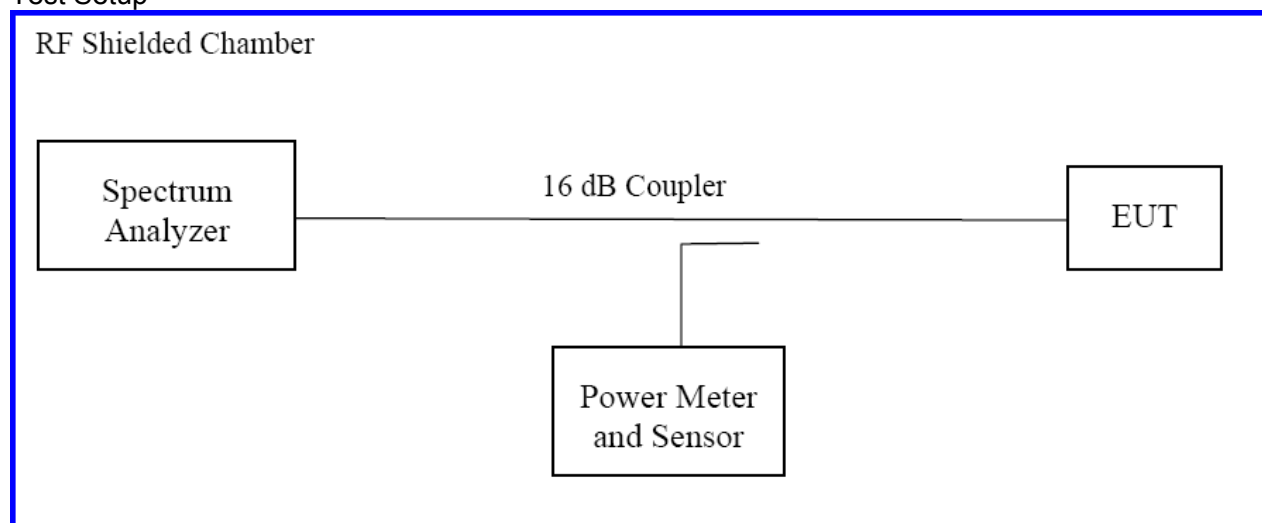 Test Setup
RF Shielded Chamber
16 dB Coupler
Spectrum
Analyzer
EUT
Power Meter
and Sensor